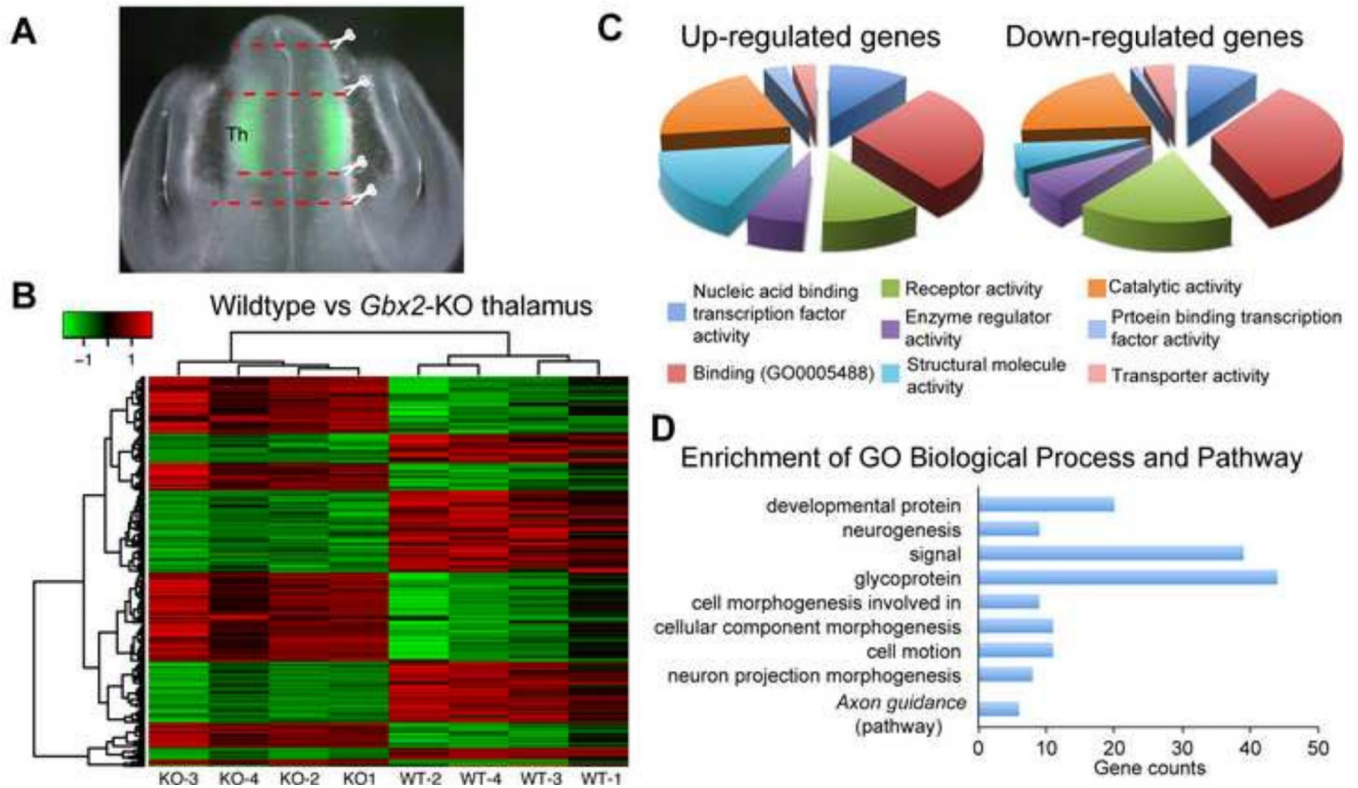 A
Th
B
Wildtype vs Gbx2-KO thalamus
-1 1
KO-3 KO-4 KO-2 KO1 WT-2 WT-4 WT-3 WT-1
C
Up-regulated genes
Down-regulated genes
Nucleic acid binding
transcription factor
activity
Binding (GO0005488)
Receptor activity
Enzyme regulator
activity
Structural molecule
activity
Catalytic activity
Prtoein binding transcription
factor activity
Transporter activity
D
Enrichment of GO Biological Process and Pathway
developmental protein
neurogenesis
signal
glycoprotein
cell morphogenesis involved in
cellular component morphogenesis
cell motion
neuron projection morphogenesis
Axon guidance
(pathway)
0 10 20 30 40 50
Gene counts